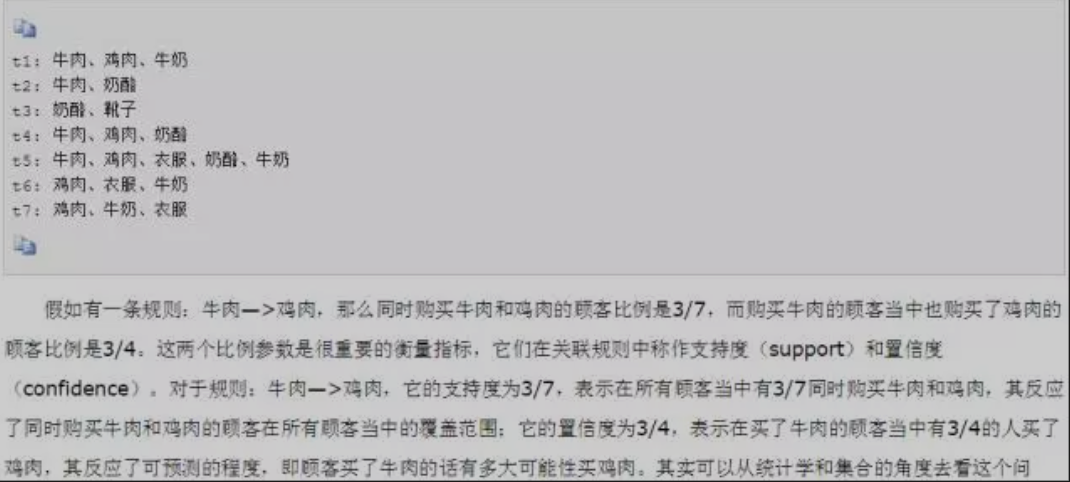 t1: 牛肉、鸡肉、牛奶
t2: 牛肉、奶酪
t3: 奶酪、靴子
t4: 牛肉、鸡肉、奶酪
t5: 牛肉、鸡肉、衣服、奶酪、牛奶
t6: 鸡肉、衣服、牛奶
t7: 鸡肉、牛奶、衣服
假如有一条规则：牛肉—>鸡肉，那么同时购买牛肉和鸡肉的顾客比例是3/7，而购买牛肉的顾客当中也购买了鸡肉的
顾客比例是3/4。这两个比例参数是很重要的衡量指标，它们在关联规则中称作支持度（support）和置信度
（confidence）。对于规则：牛肉—>鸡肉，它的支持度为3/7，表示在所有顾客当中有3/7同时购买牛肉和鸡肉，其反应
了同时购买牛肉和鸡肉的顾客在所有顾客当中的覆盖范围；它的置信度为3/4，表示在买了牛肉的顾客当中有3/4的人买了
鸡肉，其反应了可预测的程度，即顾客买了牛肉的话有多大可能性买鸡肉。其实可以从统计学和集合的角度去看这个问